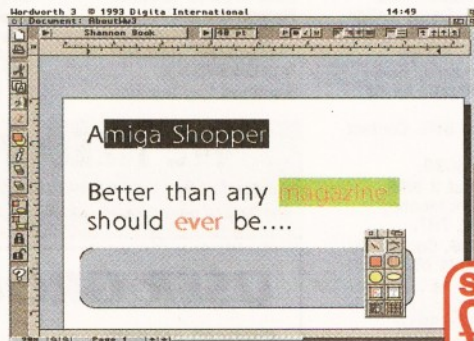 Wordworth 3 © 1993 Digita International 14:49
Document: AboutWw3
Shannon Book 48 pt
Amiga Shopper
Better than any magazine
should ever be....
Page 1
S